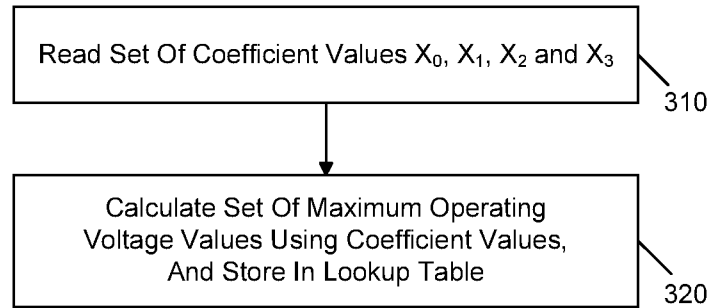 Read Set Of Coefficient Values X₀, X₁, X₂ and X₃
310
Calculate Set Of Maximum Operating
Voltage Values Using Coefficient Values,
And Store In Lookup Table
320